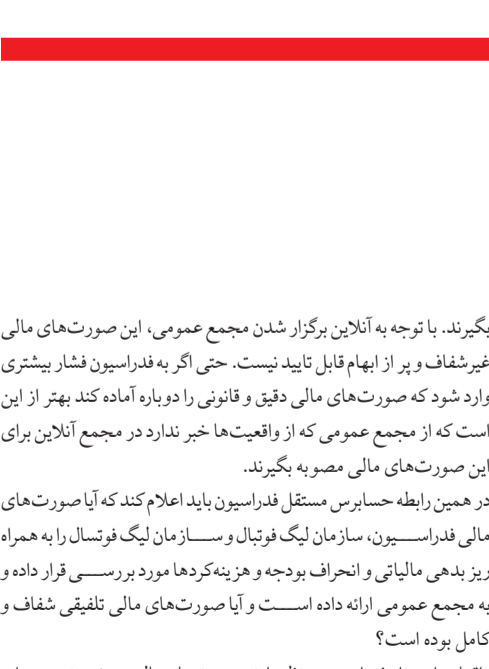 بگیرند. با توجه به آنلاین برگزار شدن مجمع عمومی، این صورت‌های مالی
غیرشفاف و پر از ابهام قابل تایید نیست. حتی اگر به فدراسیون فشار بیشتری
وارد شود که صورت‌های مالی دقیق و قانونی را دوباره آماده کند بهتر از این
است که از مجمع عمومی که از واقعیت‌ها خبر ندارد در مجمع آنلاین برای
این صورت‌های مالی مصوبه بگیرند.
در همین رابطه حسابرس مستقل فدراسیون باید اعلام کند که آیا صورت‌های
مالی فدراسیون، سازمان لیگ فوتبال و سازمان لیگ فوتسال را به همراه
ریز بدهی مالیاتی و انحراف بودجه و هزینه‌کردها مورد بررسی قرار داده و
به مجمع عمومی ارائه داده است و آیا صورت‌های مالی تلفیقی شفاف و
کامل بوده است؟